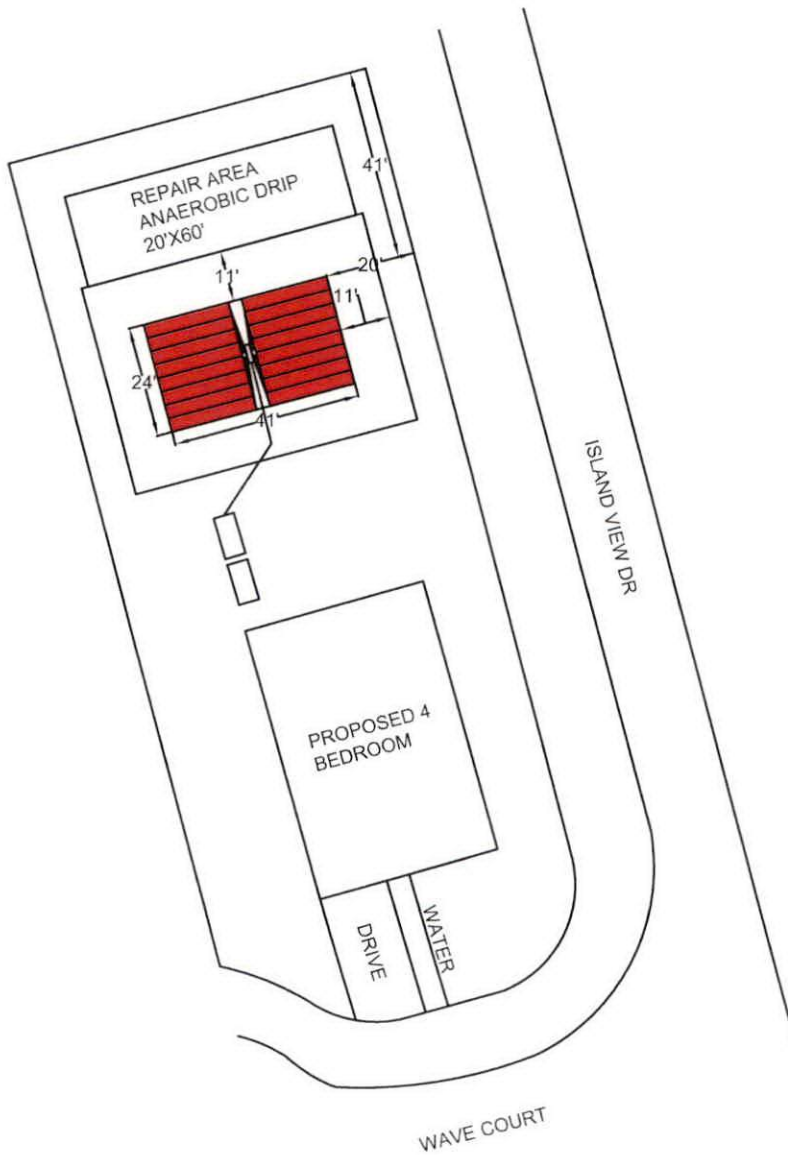 41'
REPAIR AREA
ANAEROBIC DRIP
20'X60'
20'
11'
11'
24'
41'
ISLAND VIEW DR
PROPOSED 4
BEDROOM
DRIVE
WATER
WAVE COURT